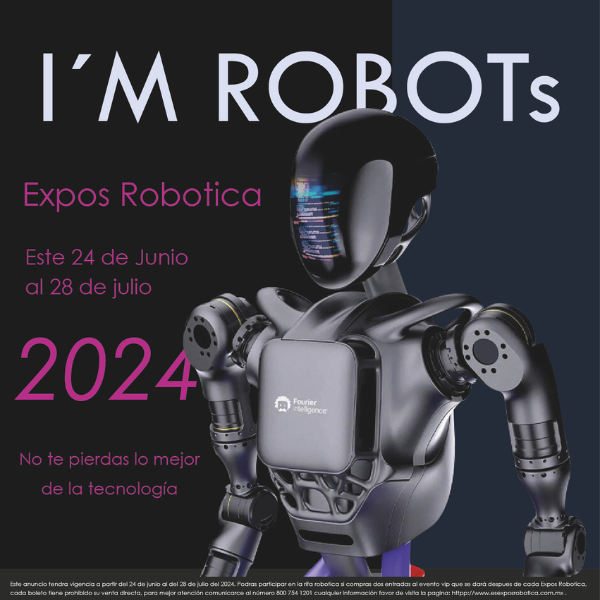 I´M ROBOTs
Expos Robotica
Este 24 de Junio
al 28 de julio
2024
Fourier
Intelligence
No te pierdas lo mejor
de la tecnología
Este anuncio tendra vigencia a partir del 24 de junio al del 28 de julio del 2024. Podras participar en la rifa robotica si compras dos entradas al evento vip que se dará despues de cada Expos Robotica,
cada boleto tiene prohibido su venta directa, para mejor atención comunicarse al número 800 754 1201 cualquier información favor de visita la pagina: https//www.esexposrobotica.com.mx .